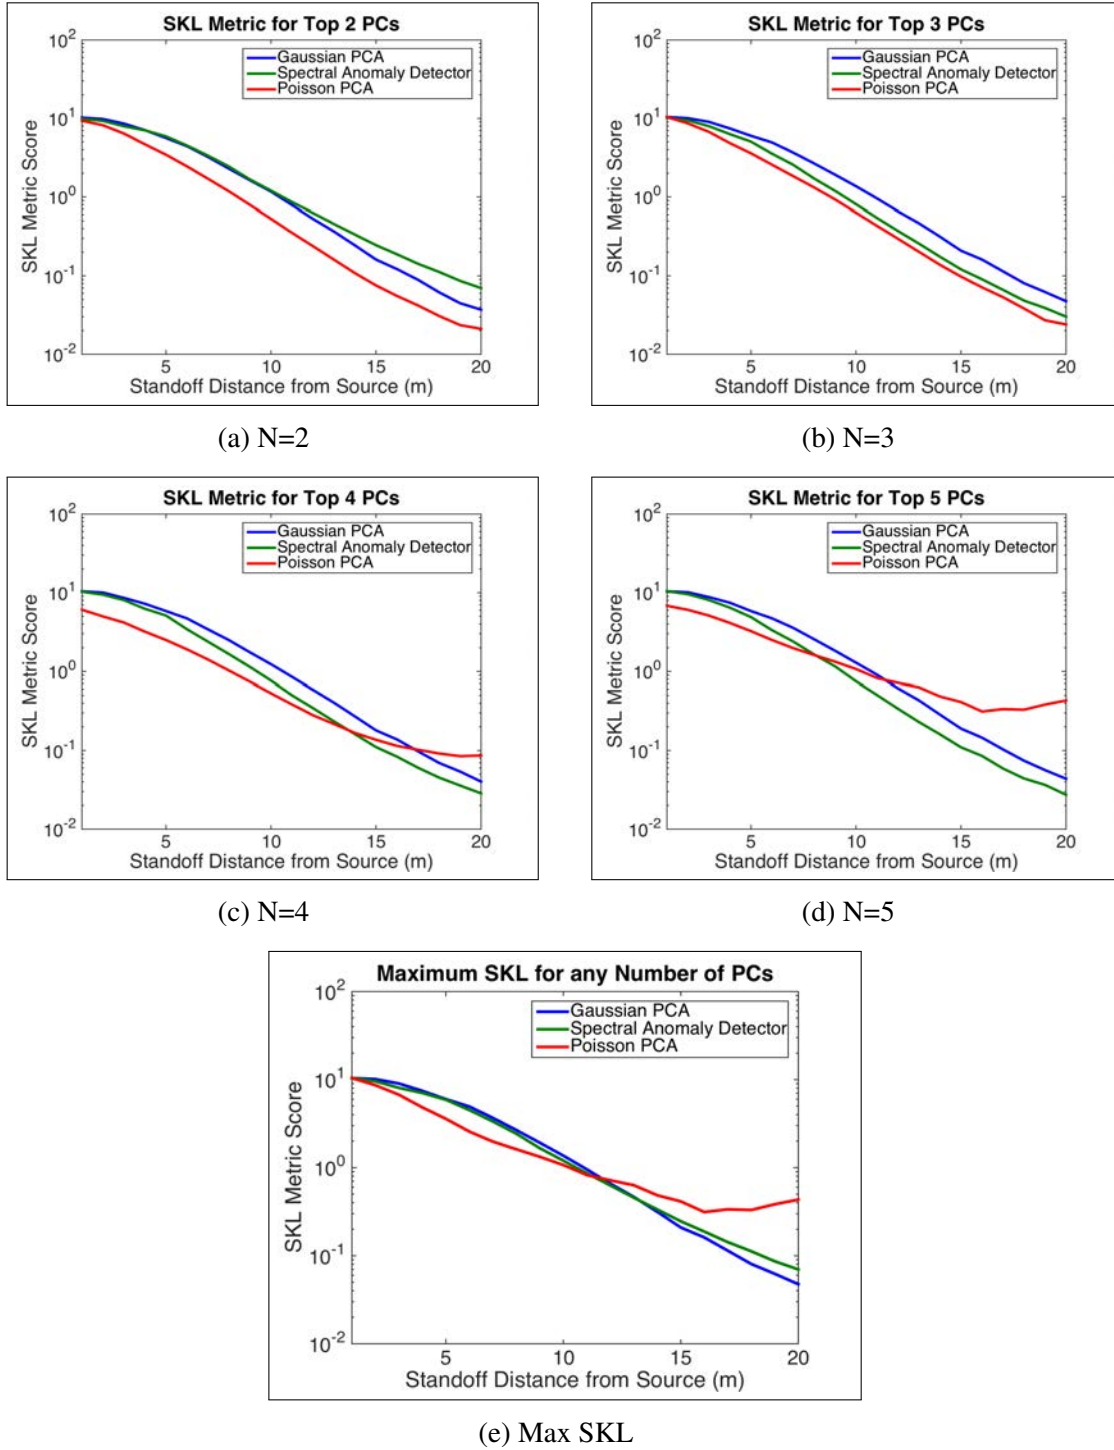 SKL Metric for Top 2 PCs
10^2
10^1
10^0
10^-1
10^-2
SKL Metric Score
Gaussian PCA
Spectral Anomaly Detector
Poisson PCA
5 10 15 20
Standoff Distance from Source (m)
(a) N=2
SKL Metric for Top 3 PCs
10^2
10^1
10^0
10^-1
10^-2
SKL Metric Score
Gaussian PCA
Spectral Anomaly Detector
Poisson PCA
5 10 15 20
Standoff Distance from Source (m)
(b) N=3
SKL Metric for Top 4 PCs
10^2
10^1
10^0
10^-1
10^-2
SKL Metric Score
Gaussian PCA
Spectral Anomaly Detector
Poisson PCA
5 10 15 20
Standoff Distance from Source (m)
(c) N=4
SKL Metric for Top 5 PCs
10^2
10^1
10^0
10^-1
10^-2
SKL Metric Score
Gaussian PCA
Spectral Anomaly Detector
Poisson PCA
5 10 15 20
Standoff Distance from Source (m)
(d) N=5
Maximum SKL for any Number of PCs
10^2
10^1
10^0
10^-1
10^-2
SKL Metric Score
Gaussian PCA
Spectral Anomaly Detector
Poisson PCA
5 10 15 20
Standoff Distance from Source (m)
(e) Max SKL